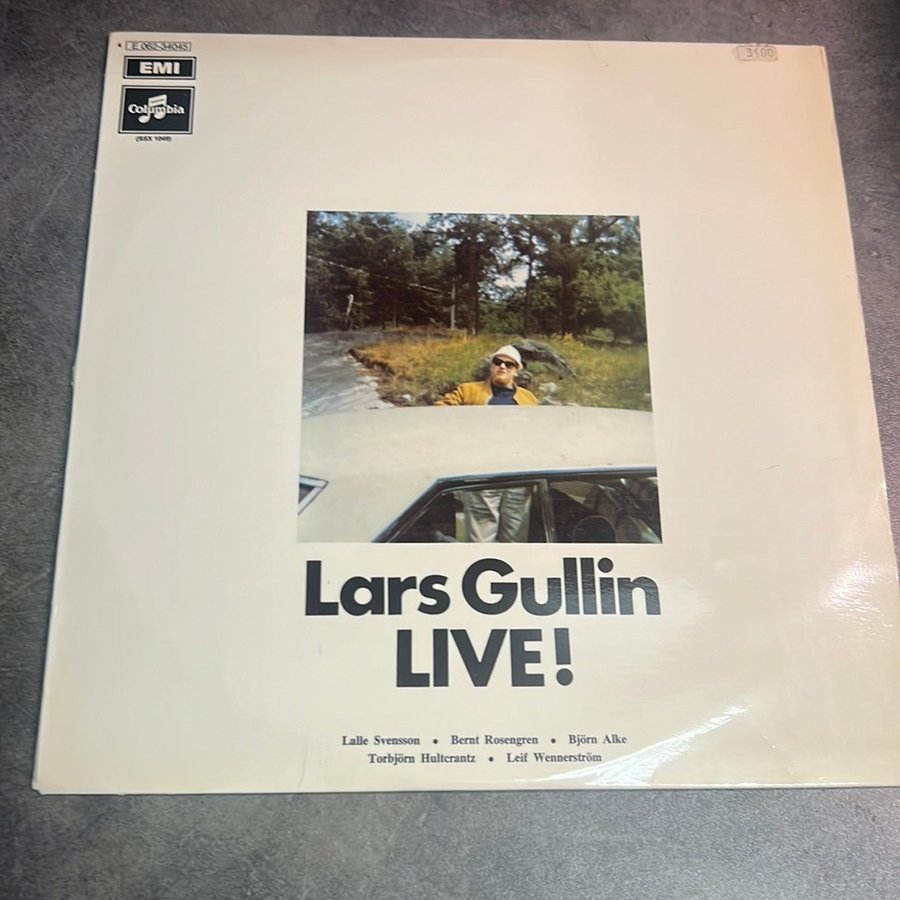 E 062-34045
3400
EMI
Columbia
(SSX 1048)
Lars Gullin
LIVE!
Lalle Svensson • Bernt Rosengren • Björn Alke
Torbjörn Hultcrantz • Leif Wennerström